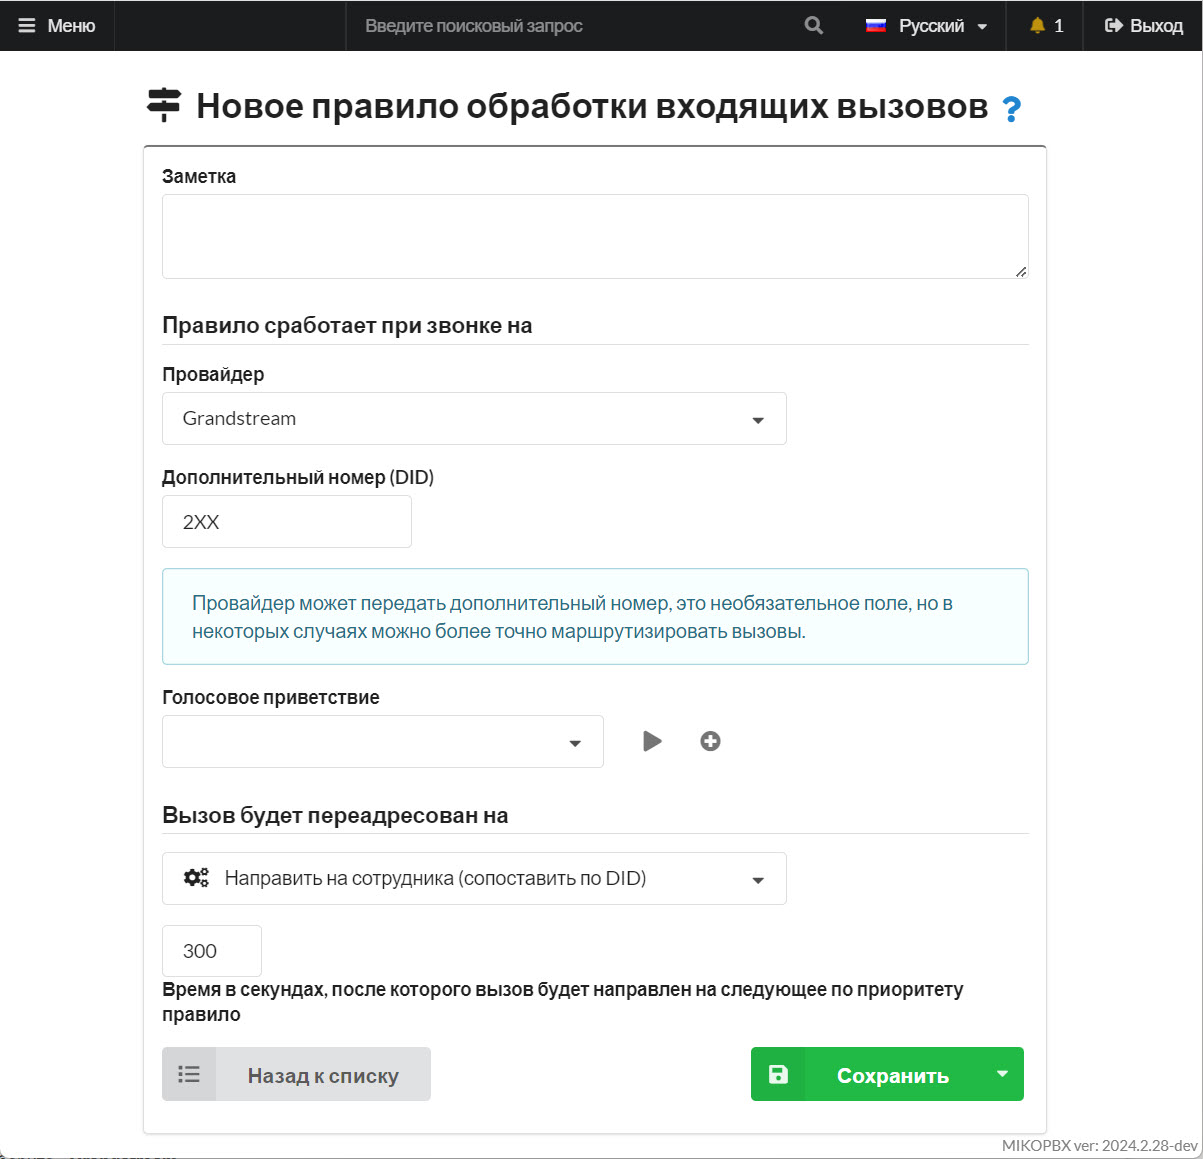 Меню
Введите поисковый запрос
Русский
1
Выход
Новое правило обработки входящих вызовов ?
Заметка
Правило сработает при звонке на
Провайдер
Grandstream
Дополнительный номер (DID)
2XX
Провайдер может передать дополнительный номер, это необязательное поле, но в
некоторых случаях можно более точно маршрутизировать вызовы.
Голосовое приветствие
Вызов будет переадресован на
Направить на сотрудника (сопоставить по DID)
300
Время в секундах, после которого вызов будет направлен на следующее по приоритету
правило
Назад к списку
Сохранить
MIKOPBX ver: 2024.2.28-dev